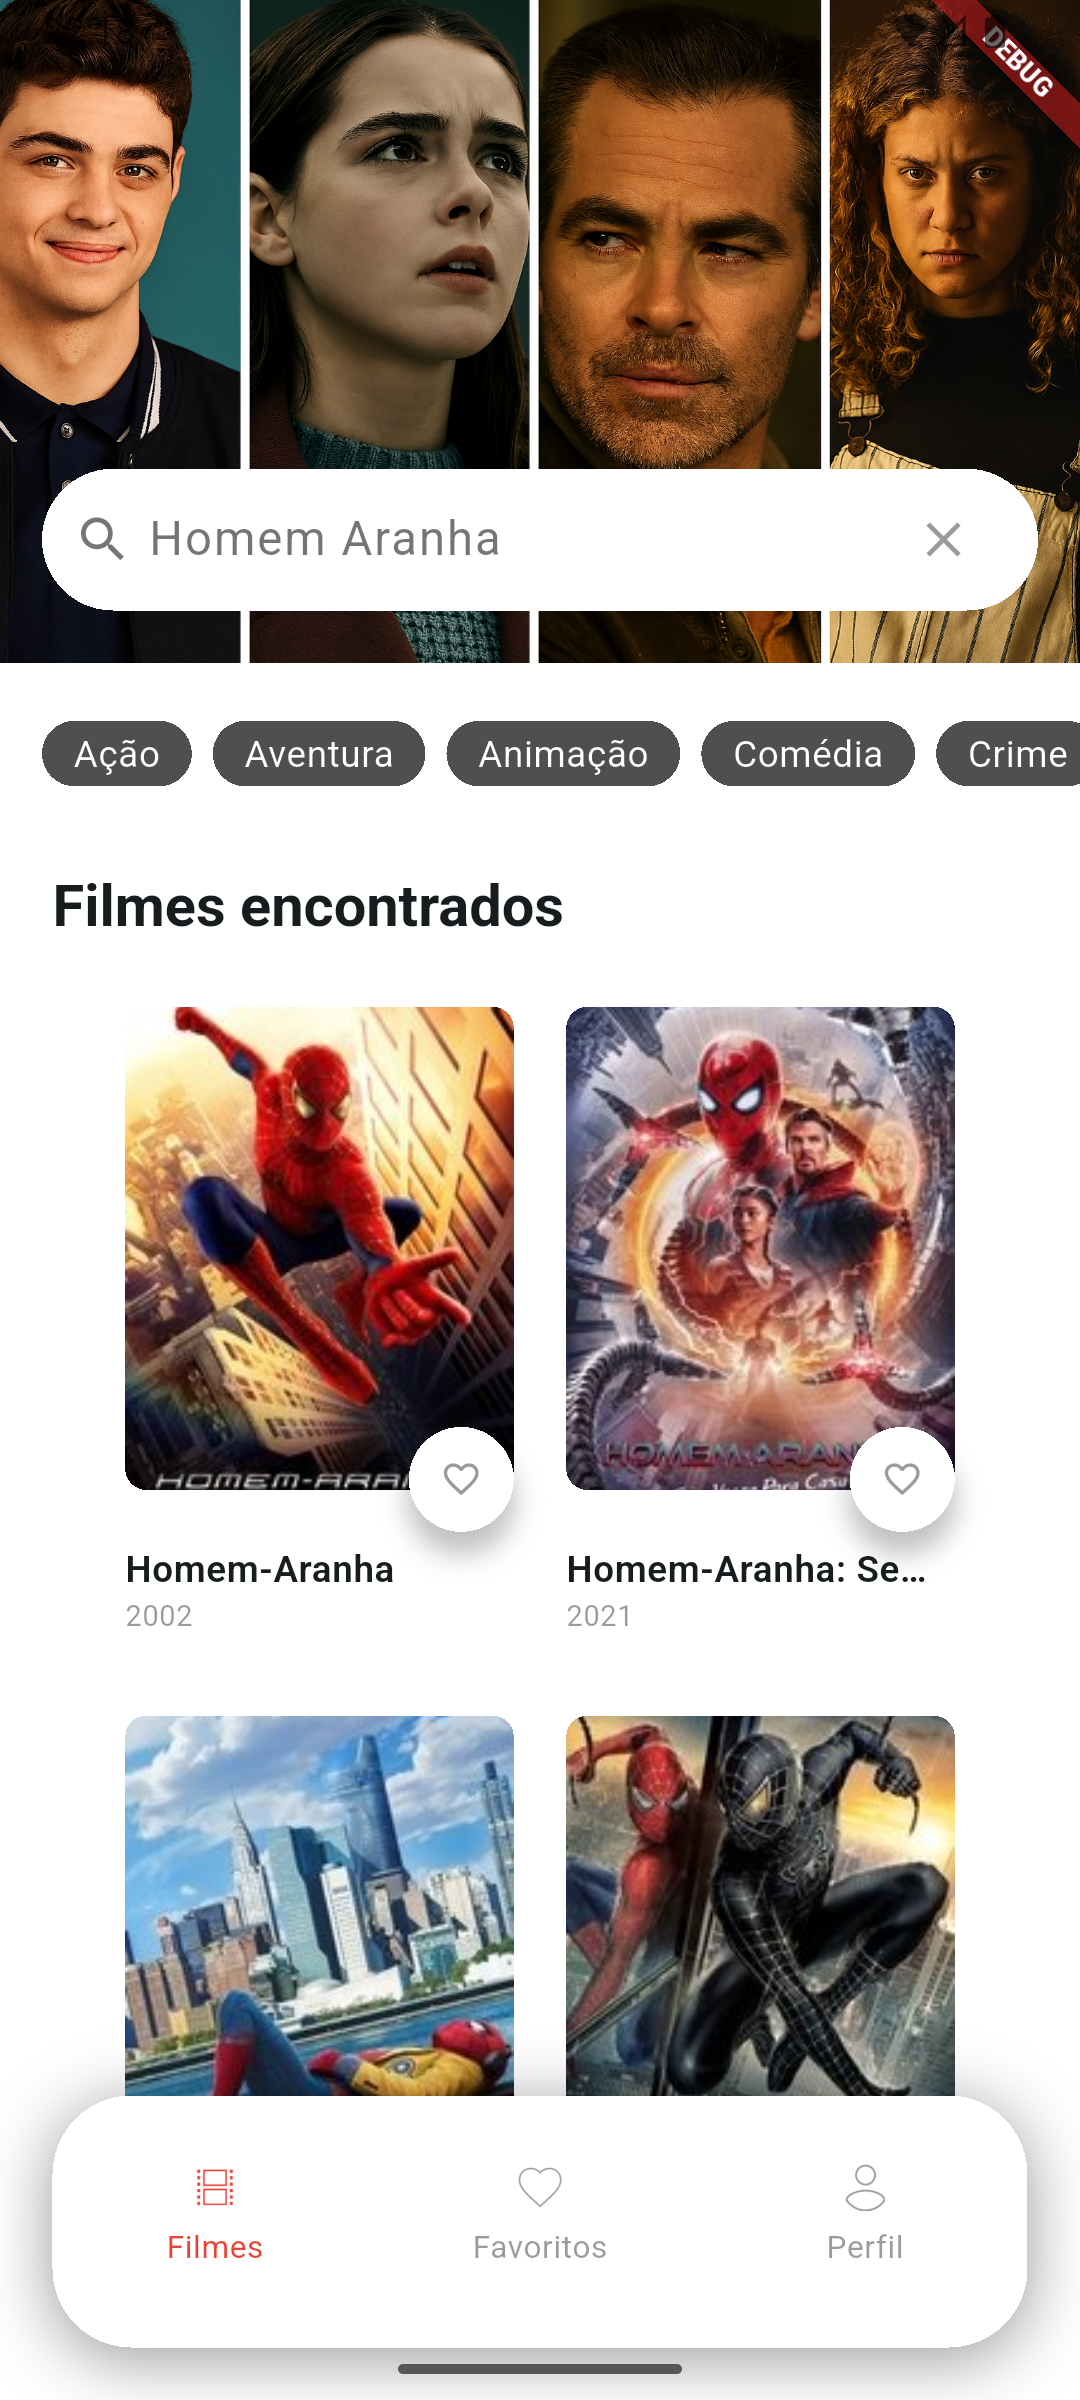 DEBUG
Homem Aranha
Ação
Aventura
Animação
Comédia
Crime
Filmes encontrados
HOMEM-ARAN
HOMEM-ARAN
Para Casa
Homem-Aranha
Homem-Aranha: Se...
2002
2021
Filmes
Favoritos
Perfil